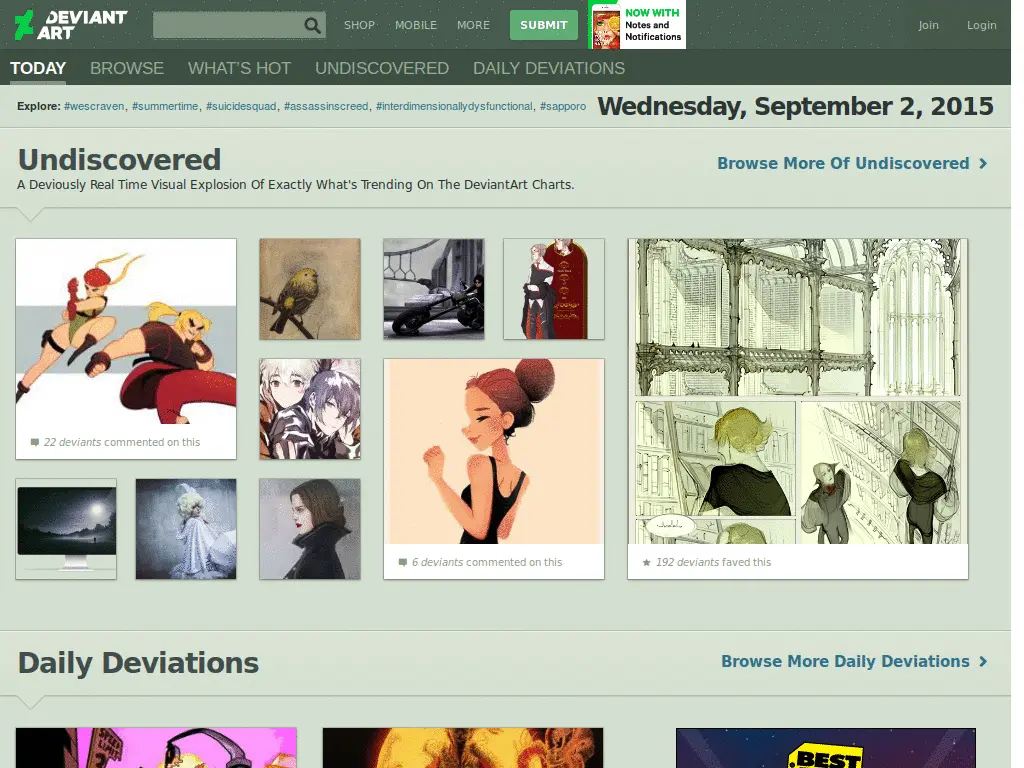 DEVIANT
ART
SHOP
MOBILE
MORE
SUBMIT
NOW WITH
Notes and
Notifications
Join
Login
TODAY
BROWSE
WHAT'S HOT
UNDISCOVERED
DAILY DEVIATIONS
Explore: #wescraven, #summertime, #suicidesquad, #assassinscreed, #interdimensionallydysfunctional, #sapporo
Wednesday, September 2, 2015
Undiscovered
Browse More Of Undiscovered
A Deviously Real Time Visual Explosion Of Exactly What's Trending On The DeviantArt Charts.
22 deviants commented on this
6 deviants commented on this
192 deviants faved this
Daily Deviations
Browse More Daily Deviations
SPEED
LIMIT
BEST